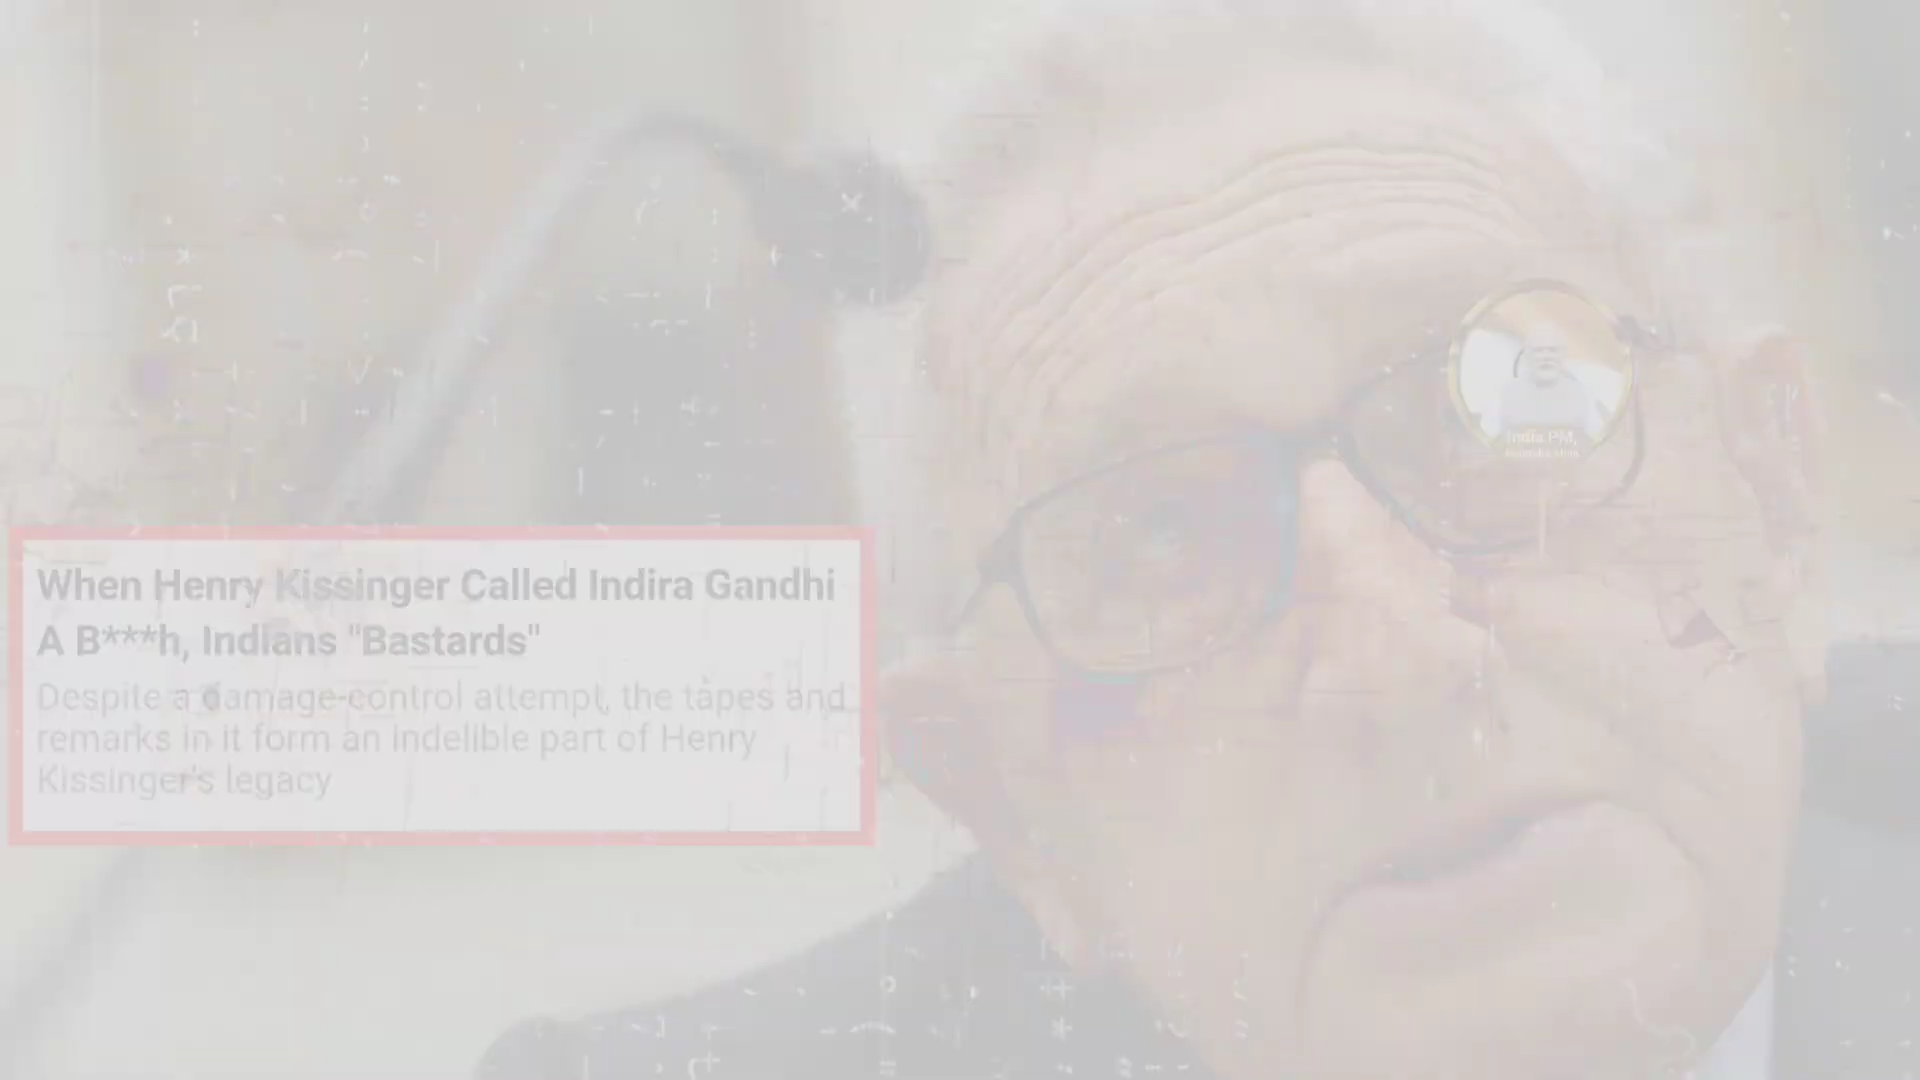 India PM,
When Henry Kissinger Called Indira Gandhi
A B***h, Indians "Bastards"
Despite a damage-control attempt, the tapes and
remarks in it form an indelible part of Henry
Kissinger's legacy